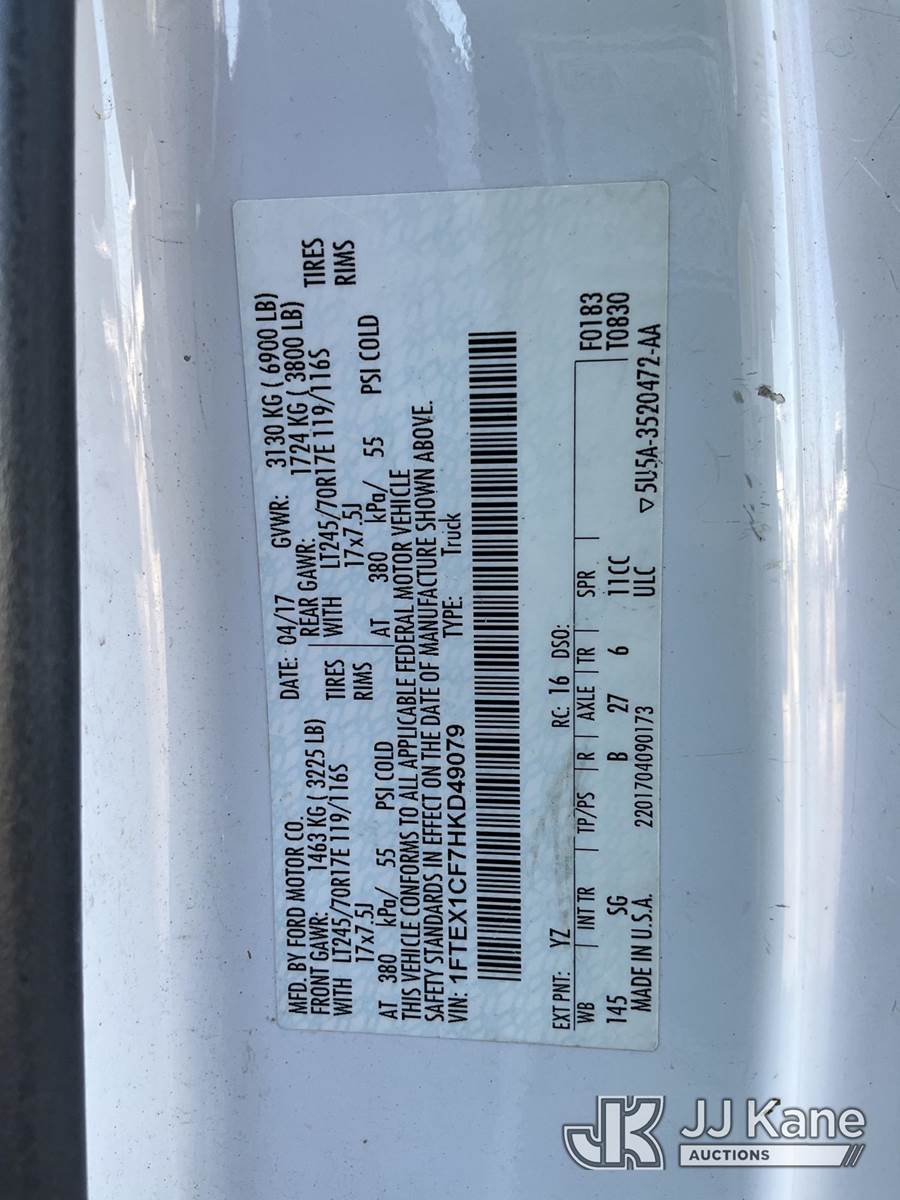 MFD. BY FORD MOTOR CO.
DATE: 04/17 GVWR: 3130 KG ( 6900 LB)
FRONT GAWR: 1463 KG ( 3225 LB) REAR GAWR: 1724 KG ( 3800 LB)
WITH LT245/70R17E 119/116S TIRES WITH LT245/70R17E 119/116S TIRES
17x7.5J RIMS 17x7.5J RIMS
AT 380 kPa/ 55 PSI COLD AT 380 kPa/ 55 PSI COLD
THIS VEHICLE CONFORMS TO ALL APPLICABLE FEDERAL MOTOR VEHICLE
SAFETY STANDARDS IN EFFECT ON THE DATE OF MANUFACTURE SHOWN ABOVE.
VIN: 1FTEX1CF7HKD49079 TYPE: Truck
EXT PNT: YZ RC: 16 DSO: F0183
WB INT TR TP/PS R AXLE TR SPR T0830
145 SG B 27 6 11CC
MADE IN U.S.A. 2201704090173 ULC ▽5U5A-3520472-AA
JK JJ Kane
AUCTIONS